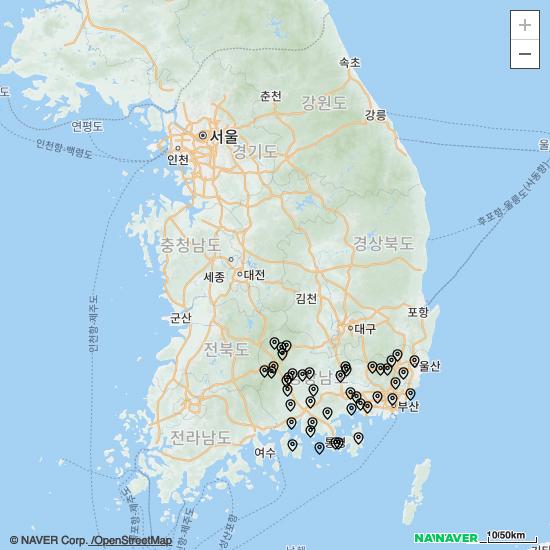 속초
춘천
강원도
강릉
연평도
서울
인천
경기도
인천항-백령도
후포항-울릉도(사동항)
충청남도
경상북도
세종
대전
인천항-제주도
김천
군산
포항
대구
전북도
울산
부산
전라남도
여수
통영
© NAVER Corp. /OpenStreetMap
NAVER
10/50km